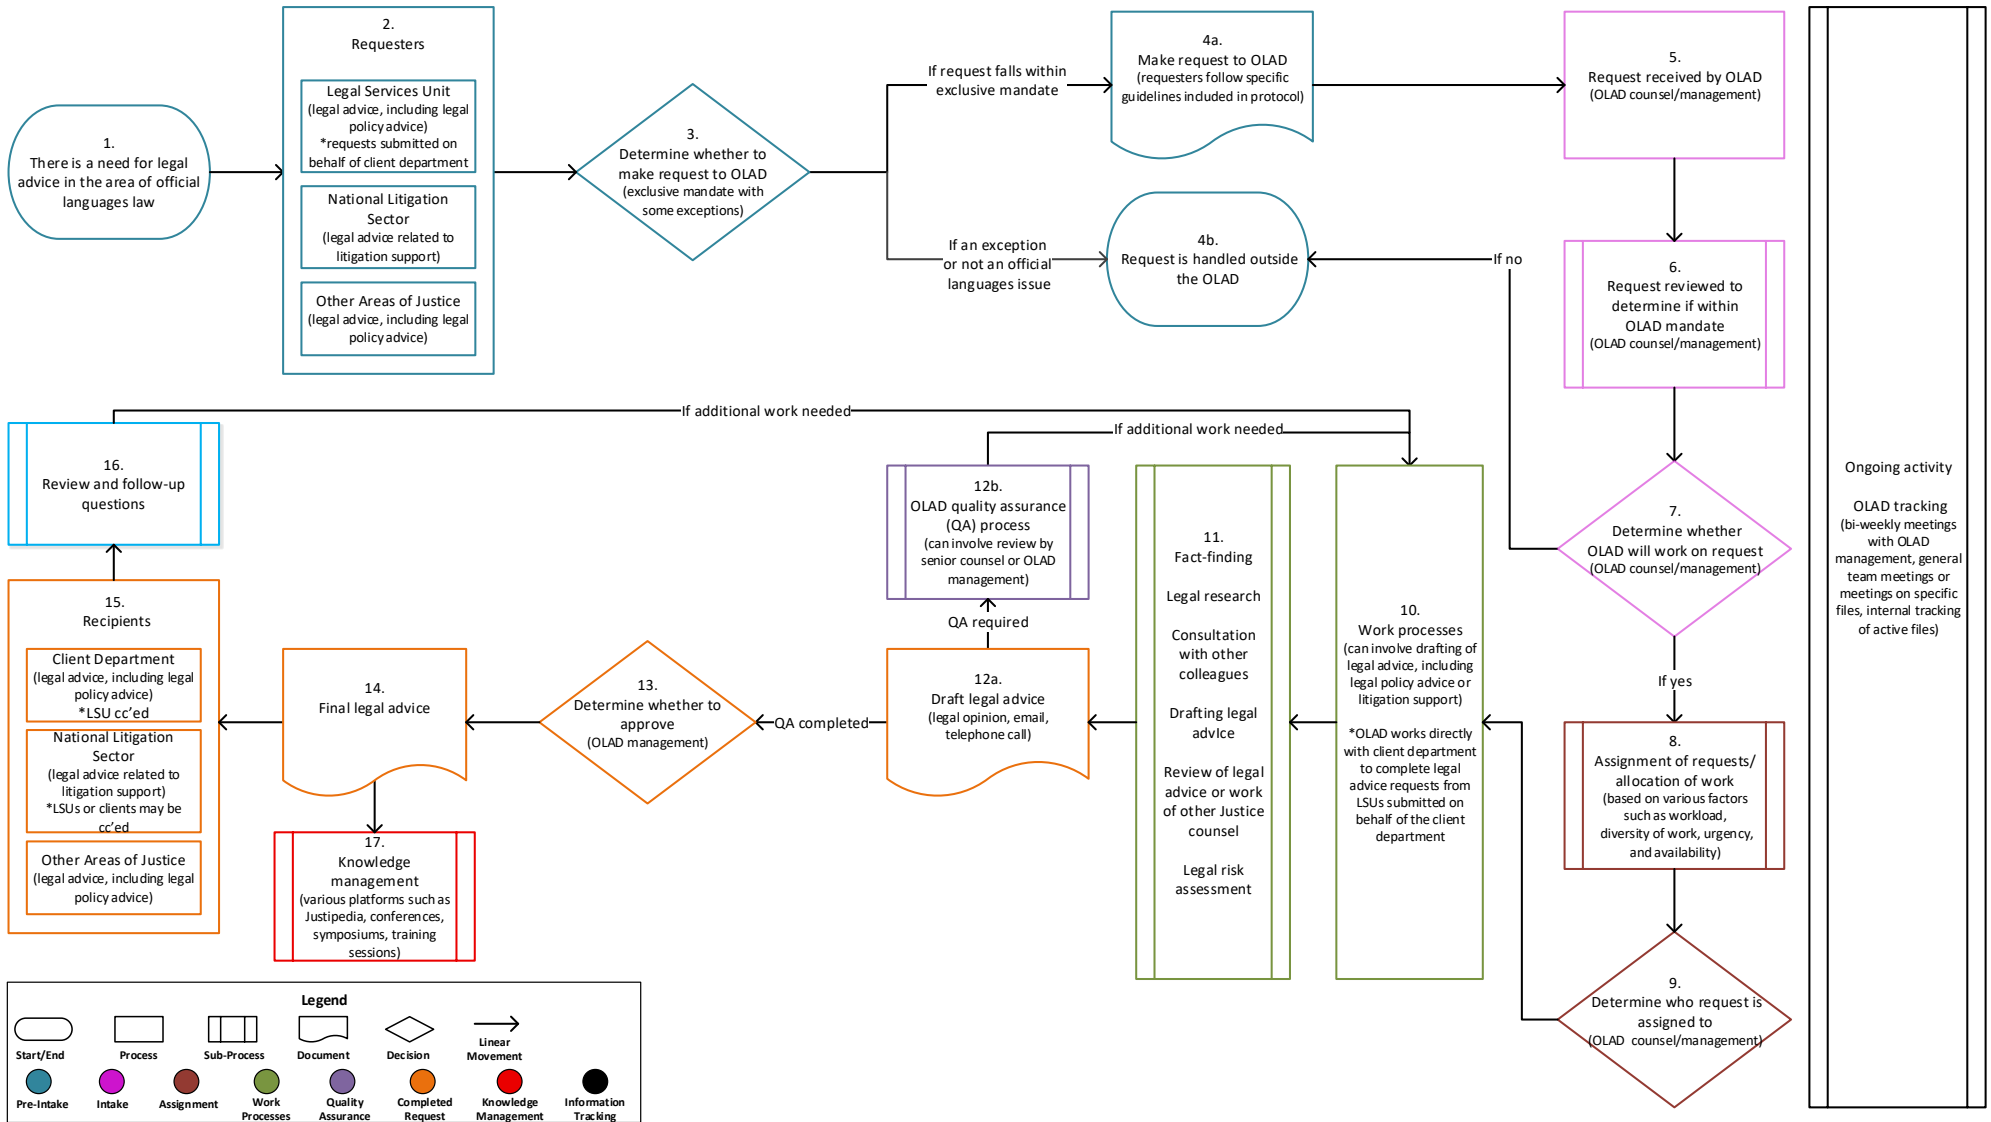 1.
There is a need for legal
advice in the area of official
languages law
2.
Requesters
Legal Services Unit
(legal advice, including legal
policy advice)
*requests submitted on
behalf of client department
National Litigation
Sector
(legal advice related to
litigation support)
Other Areas of Justice
(legal advice, including legal
policy advice)
3.
Determine whether to
make request to OLAD
(exclusive mandate with
some exceptions)
If request falls within
exclusive mandate
If an exception
or not an official
languages issue
4a.
Make request to OLAD
(requesters follow specific
guidelines included in protocol)
4b.
Request is handled outside
the OLAD
5.
Request received by OLAD
(OLAD counsel/management)
6.
Request reviewed to
determine if within
OLAD mandate
(OLAD counsel/management)
If no
7.
Determine whether
OLAD will work on request
(OLAD counsel/management)
If yes
8.
Assignment of requests/
allocation of work
(based on various factors
such as workload,
diversity of work, urgency,
and availability)
9.
Determine who request is
assigned to
(OLAD counsel/management)
10.
Work processes
(can involve drafting of
legal advice, including
legal policy advice or
litigation support)
*OLAD works directly
with client department
to complete legal
advice requests from
LSUs submitted on
behalf of the client
department
11.
Fact-finding
Legal research
Consultation
with other
colleagues
Drafting legal
advIce
Review of legal
advice or work
of other Justice
counsel
Legal risk
assessment
12a.
Draft legal advice
(legal opinion, email,
telephone call)
QA required
12b.
OLAD quality assurance
(QA) process
(can involve review by
senior counsel or OLAD
management)
If additional work needed
QA completed
13.
Determine whether to
approve
(OLAD management)
14.
Final legal advice
15.
Recipients
Client Department
(legal advice, including legal
policy advice)
*LSU cc’ed
National Litigation
Sector
(legal advice related to
litigation support)
*LSUs or clients may be
cc’ed
Other Areas of Justice
(legal advice, including legal
policy advice)
16.
Review and follow-up
questions
If additional work needed
17.
Knowledge
management
(various platforms such as
Justipedia, conferences,
symposiums, training
sessions)
Ongoing activity
OLAD tracking
(bi-weekly meetings
with OLAD
management, general
team meetings or
meetings on specific
files, internal tracking
of active files)
Legend
Start/End
Process
Sub-Process
Document
Decision
Linear
Movement
Pre-Intake
Intake
Assignment
Work
Processes
Quality
Assurance
Completed
Request
Knowledge
Management
Information
Tracking